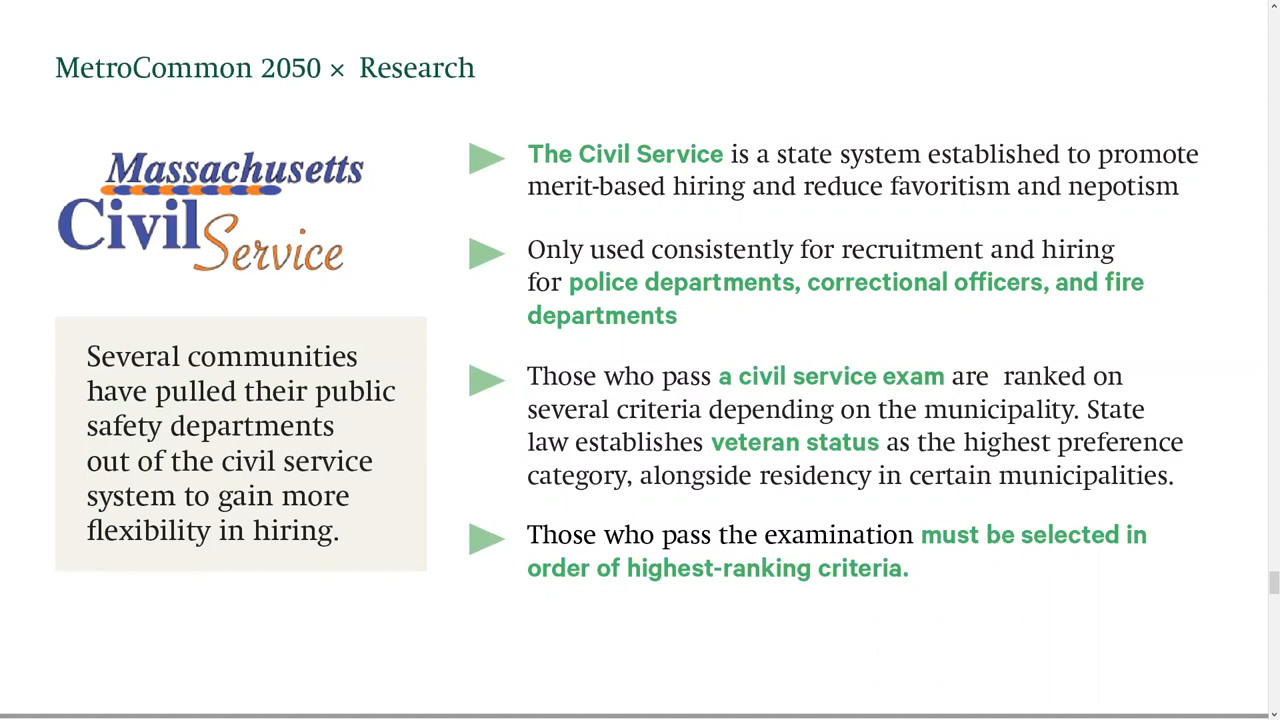 MetroCommon 2050 × Research
Massachusetts
Civil Service
Several communities
have pulled their public
safety departments
out of the civil service
system to gain more
flexibility in hiring.
The Civil Service is a state system established to promote
merit-based hiring and reduce favoritism and nepotism
Only used consistently for recruitment and hiring
for police departments, correctional officers, and fire
departments
Those who pass a civil service exam are ranked on
several criteria depending on the municipality. State
law establishes veteran status as the highest preference
category, alongside residency in certain municipalities.
Those who pass the examination must be selected in
order of highest-ranking criteria.